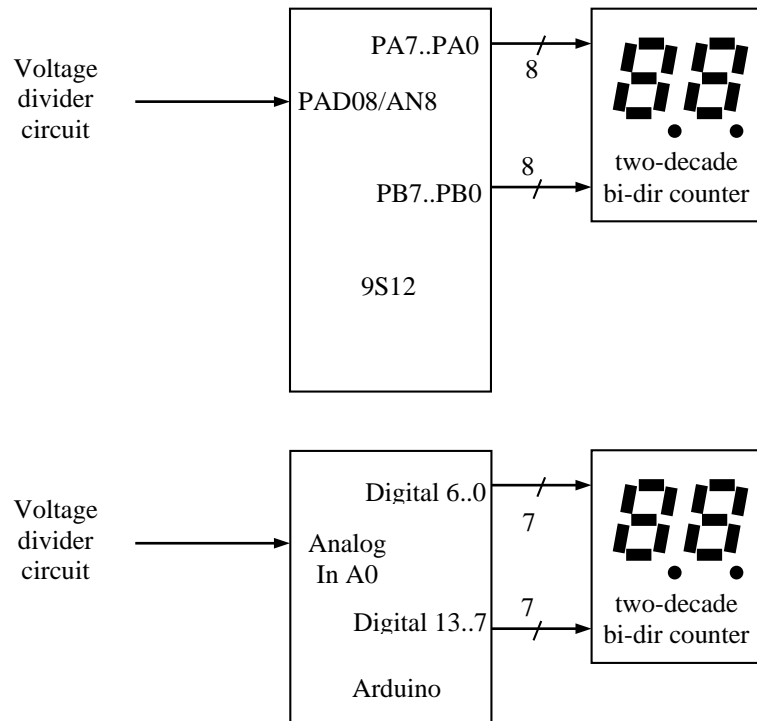 PA7..PA0
8
Voltage
divider
circuit
PAD08/AN8
8
PB7..PB0
two-decade
bi-dir counter
9S12
Digital 6..0
7
Voltage
divider
circuit
Analog
In A0
7
Digital 13..7
two-decade
bi-dir counter
Arduino